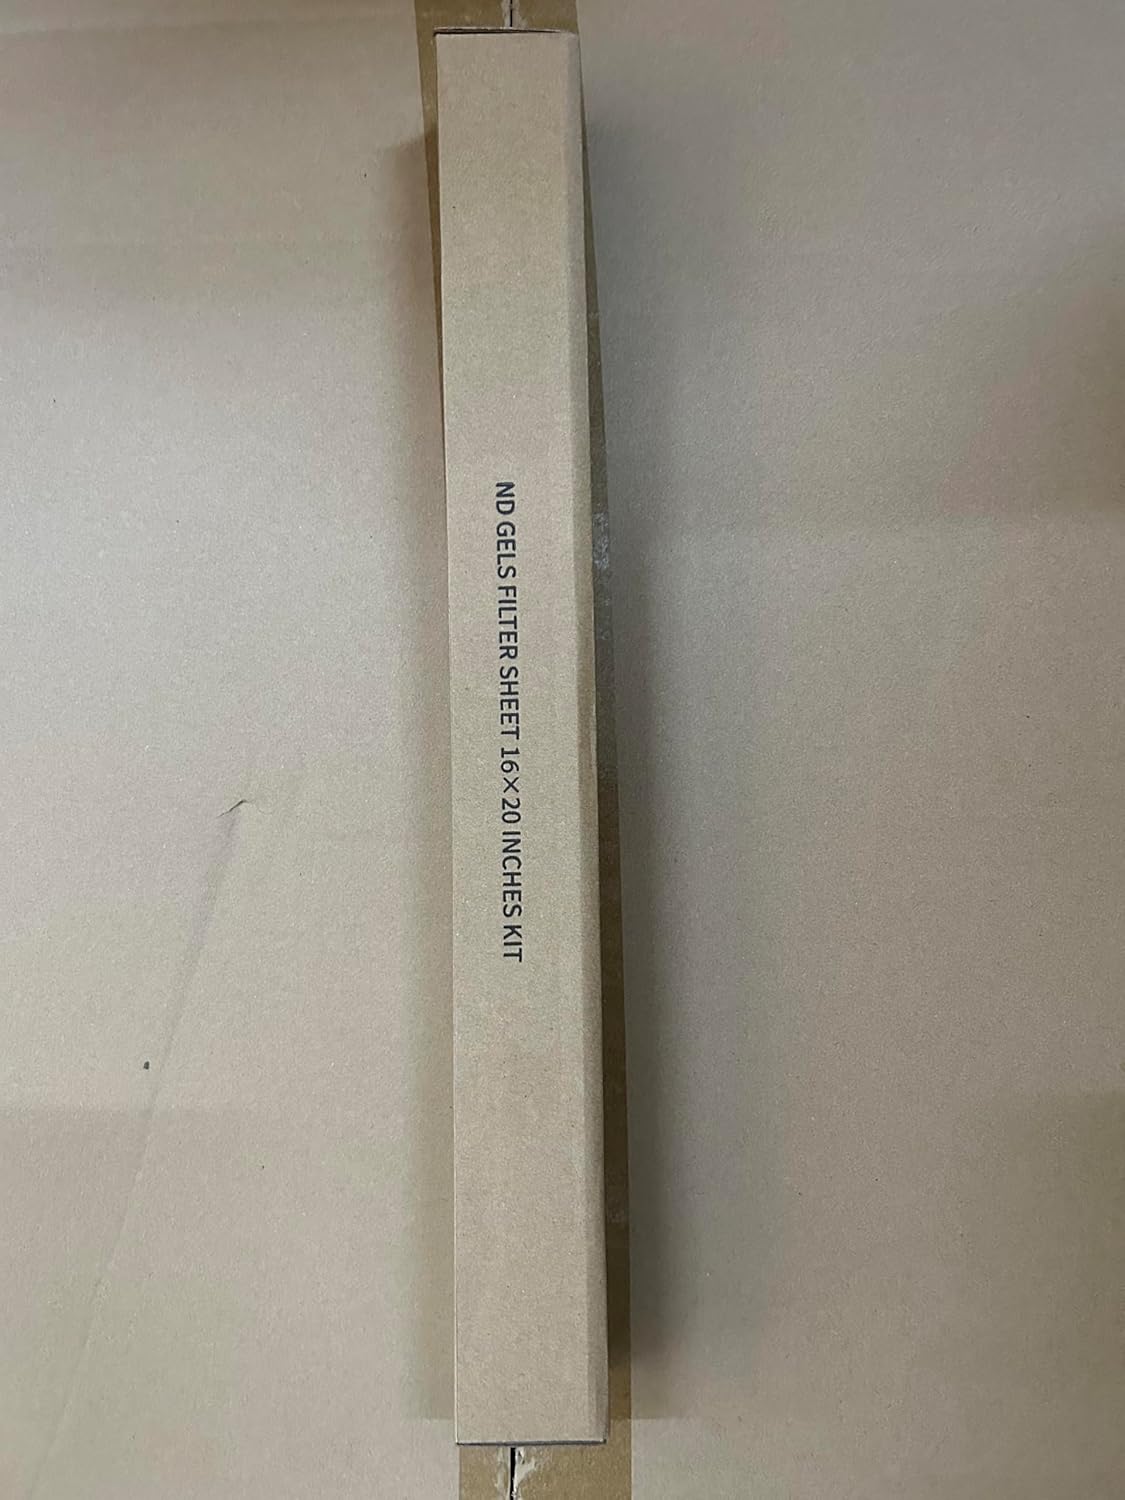 ND GELS FILTER SHEET 16×20 INCHES KIT